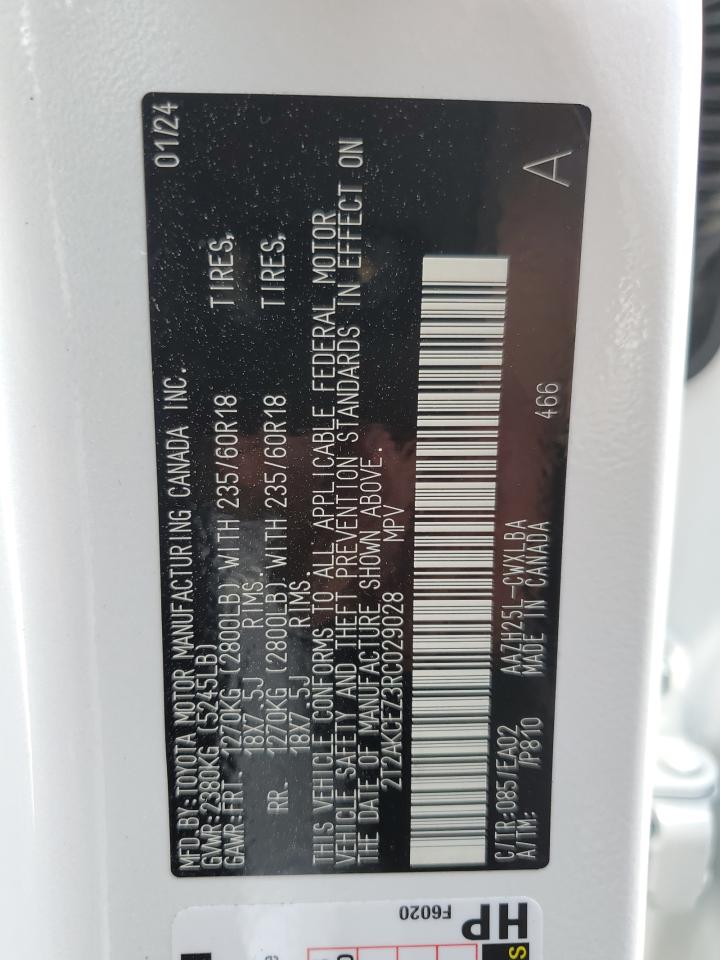 MFD.BY:TOYOTA MOTOR MANUFACTURING CANADA INC. 01/24
GVWR:2380KG (5245LB)
GAWR:FRT. 1270KG (2800LB) WITH 235/60R18 TIRES,
18X7.5J RIMS.
RR. 1270KG (2800LB) WITH 235/60R18 TIRES,
18X7.5J RIMS.
THIS VEHICLE CONFORMS TO ALL APPLICABLE FEDERAL MOTOR
VEHICLE SAFETY AND THEFT PREVENTION STANDARDS IN EFFECT ON
THE DATE OF MANUFACTURE SHOWN ABOVE.
2T2AKCEZ3RC029028 MPV
C/TR:085/EA02 AAZH25L-CWXLBA
A/TM: /P810 MADE IN CANADA 466 A
HP
F6020